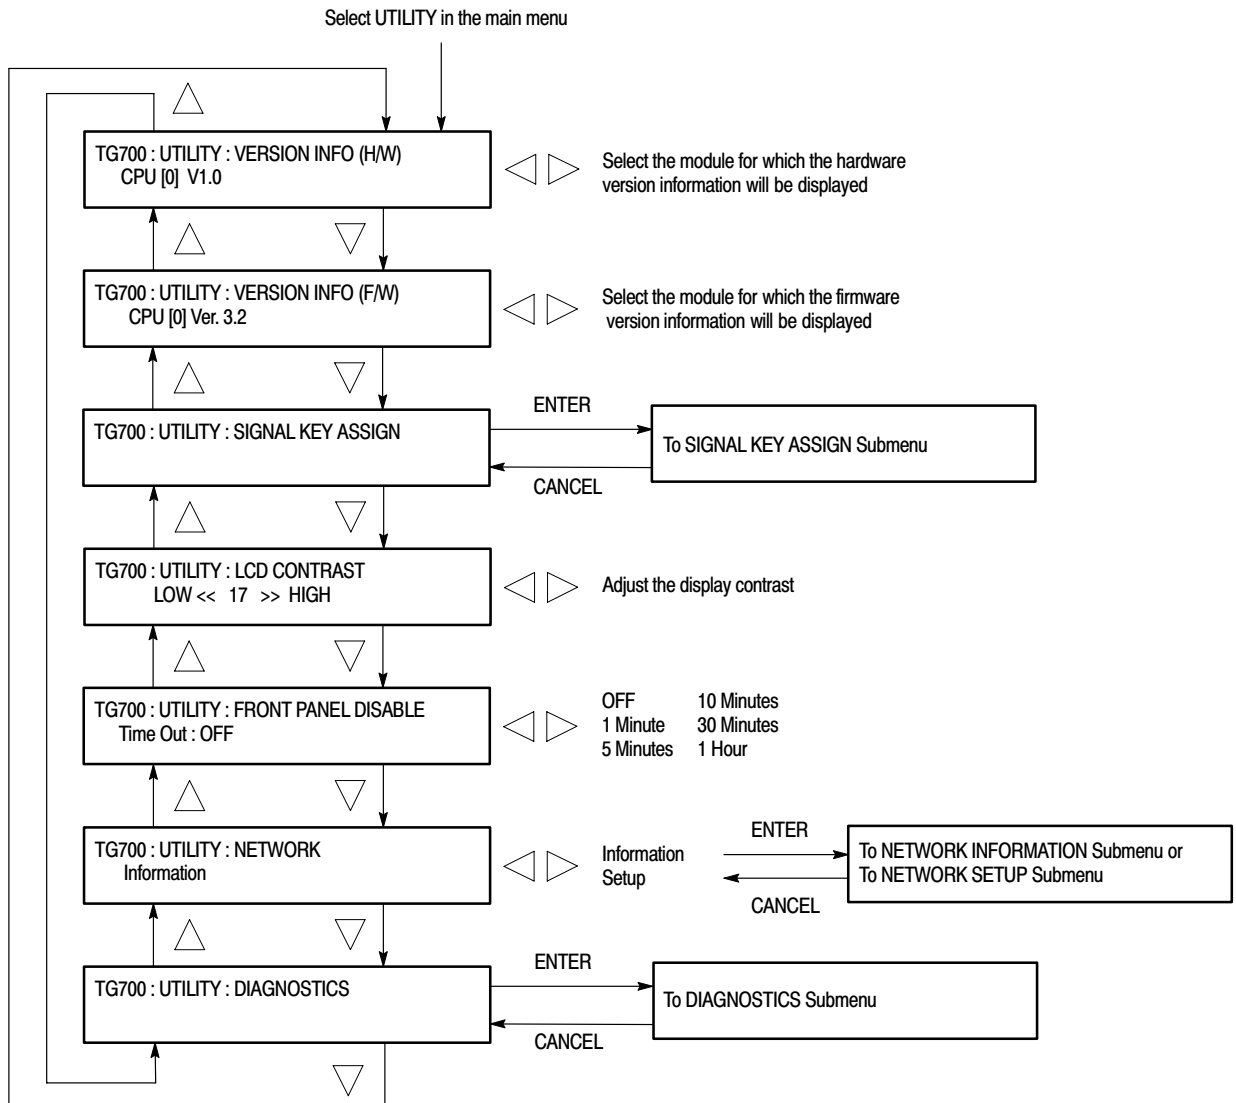 Select UTILITY in the main menu
TG700 : UTILITY : VERSION INFO (H/W)
CPU [0] V1.0
Select the module for which the hardware
version information will be displayed
TG700 : UTILITY : VERSION INFO (F/W)
CPU [0] Ver. 3.2
Select the module for which the firmware
version information will be displayed
TG700 : UTILITY : SIGNAL KEY ASSIGN
ENTER
CANCEL
To SIGNAL KEY ASSIGN Submenu
TG700 : UTILITY : LCD CONTRAST
LOW << 17 >> HIGH
Adjust the display contrast
TG700 : UTILITY : FRONT PANEL DISABLE
Time Out : OFF
OFF 10 Minutes
1 Minute 30 Minutes
5 Minutes 1 Hour
TG700 : UTILITY : NETWORK
Information
Information
Setup
ENTER
CANCEL
To NETWORK INFORMATION Submenu or
To NETWORK SETUP Submenu
TG700 : UTILITY : DIAGNOSTICS
ENTER
CANCEL
To DIAGNOSTICS Submenu